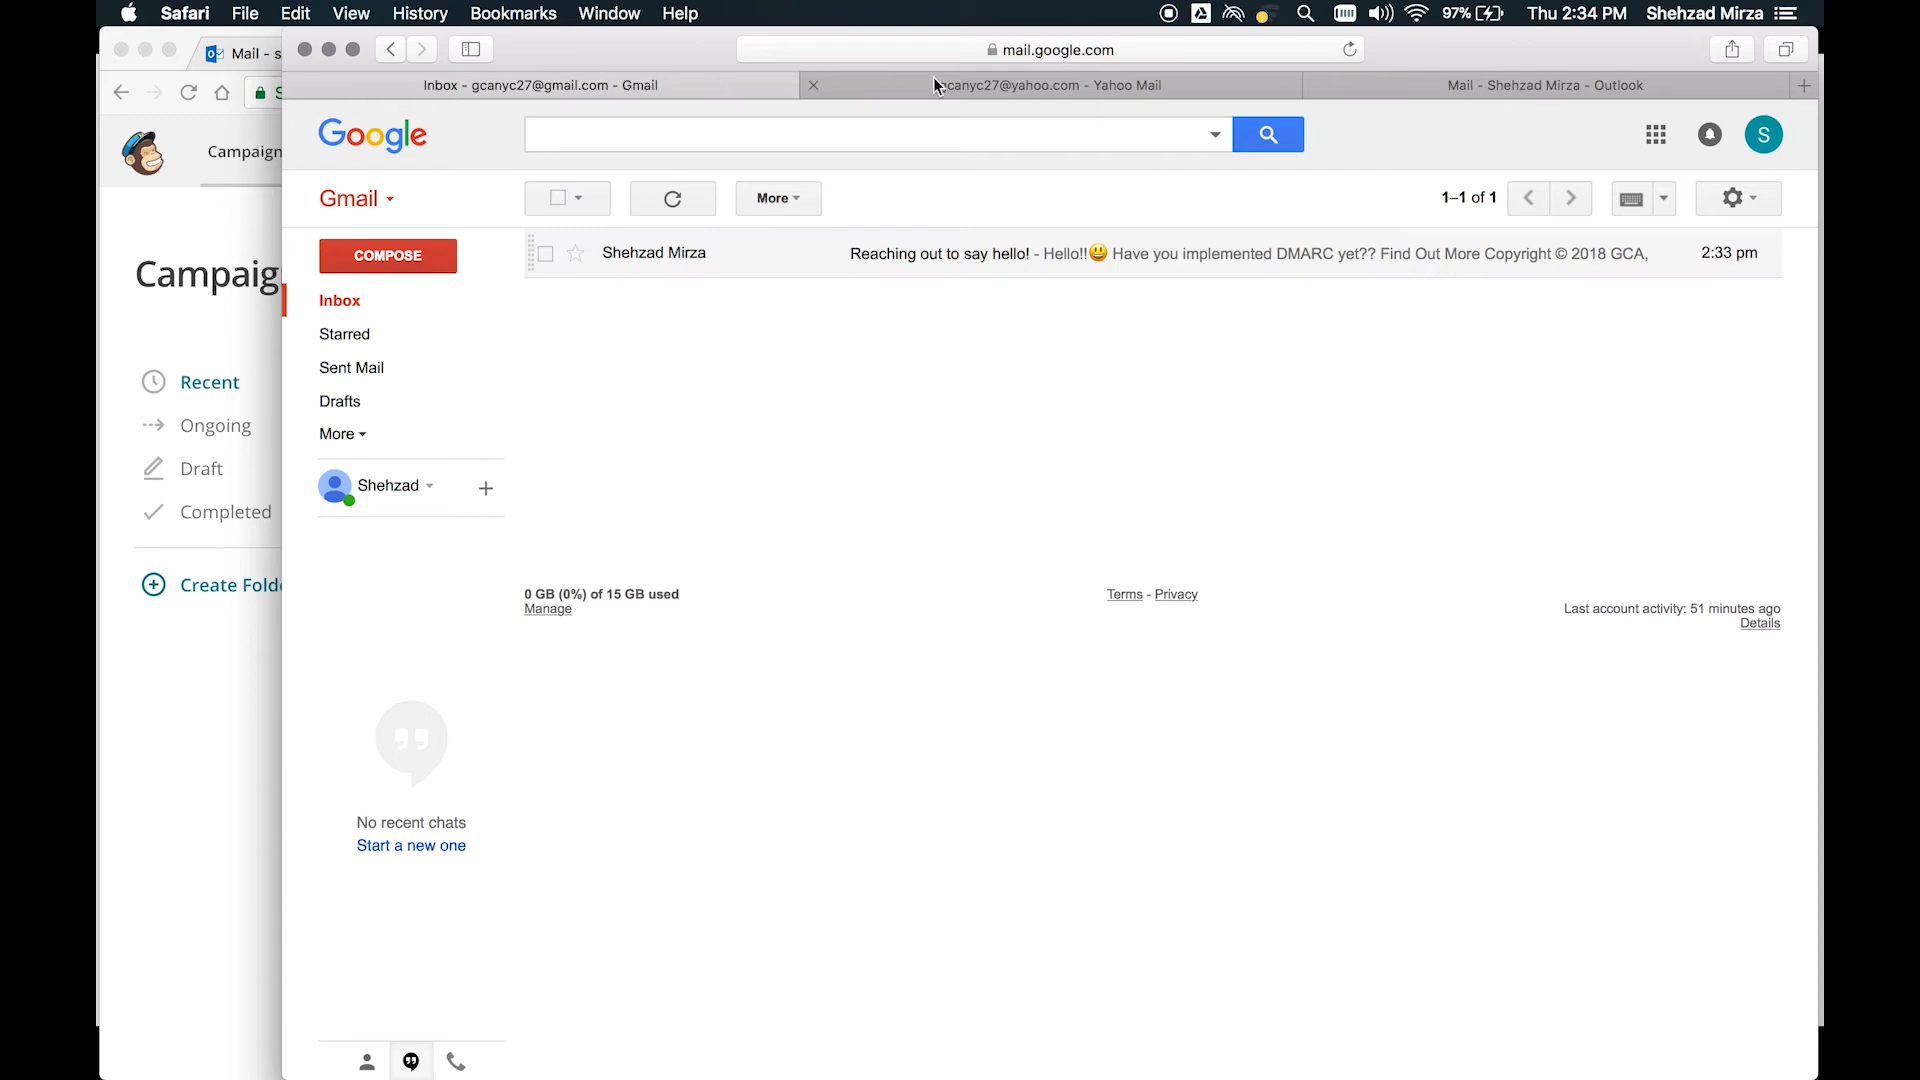 Safari File Edit View History Bookmarks Window Help 97% Thu 2:34 PM Shehzad Mirza
Mail - s
mail.google.com
Inbox - gcanyc27@gmail.com - Gmail
canyc27@yahoo.com - Yahoo Mail
Mail - Shehzad Mirza - Outlook
S
Google
S
Campaign
Gmail
More
1–1 of 1
COMPOSE
Shehzad Mirza Reaching out to say hello! - Hello!!😃 Have you implemented DMARC yet?? Find Out More Copyright © 2018 GCA, 2:33 pm
Campaig
Inbox
Starred
Sent Mail
Drafts
More
Recent
Ongoing
Draft
Completed
Create Folde
Shehzad
0 GB (0%) of 15 GB used
Manage
Terms - Privacy
Last account activity: 51 minutes ago
Details
No recent chats
Start a new one